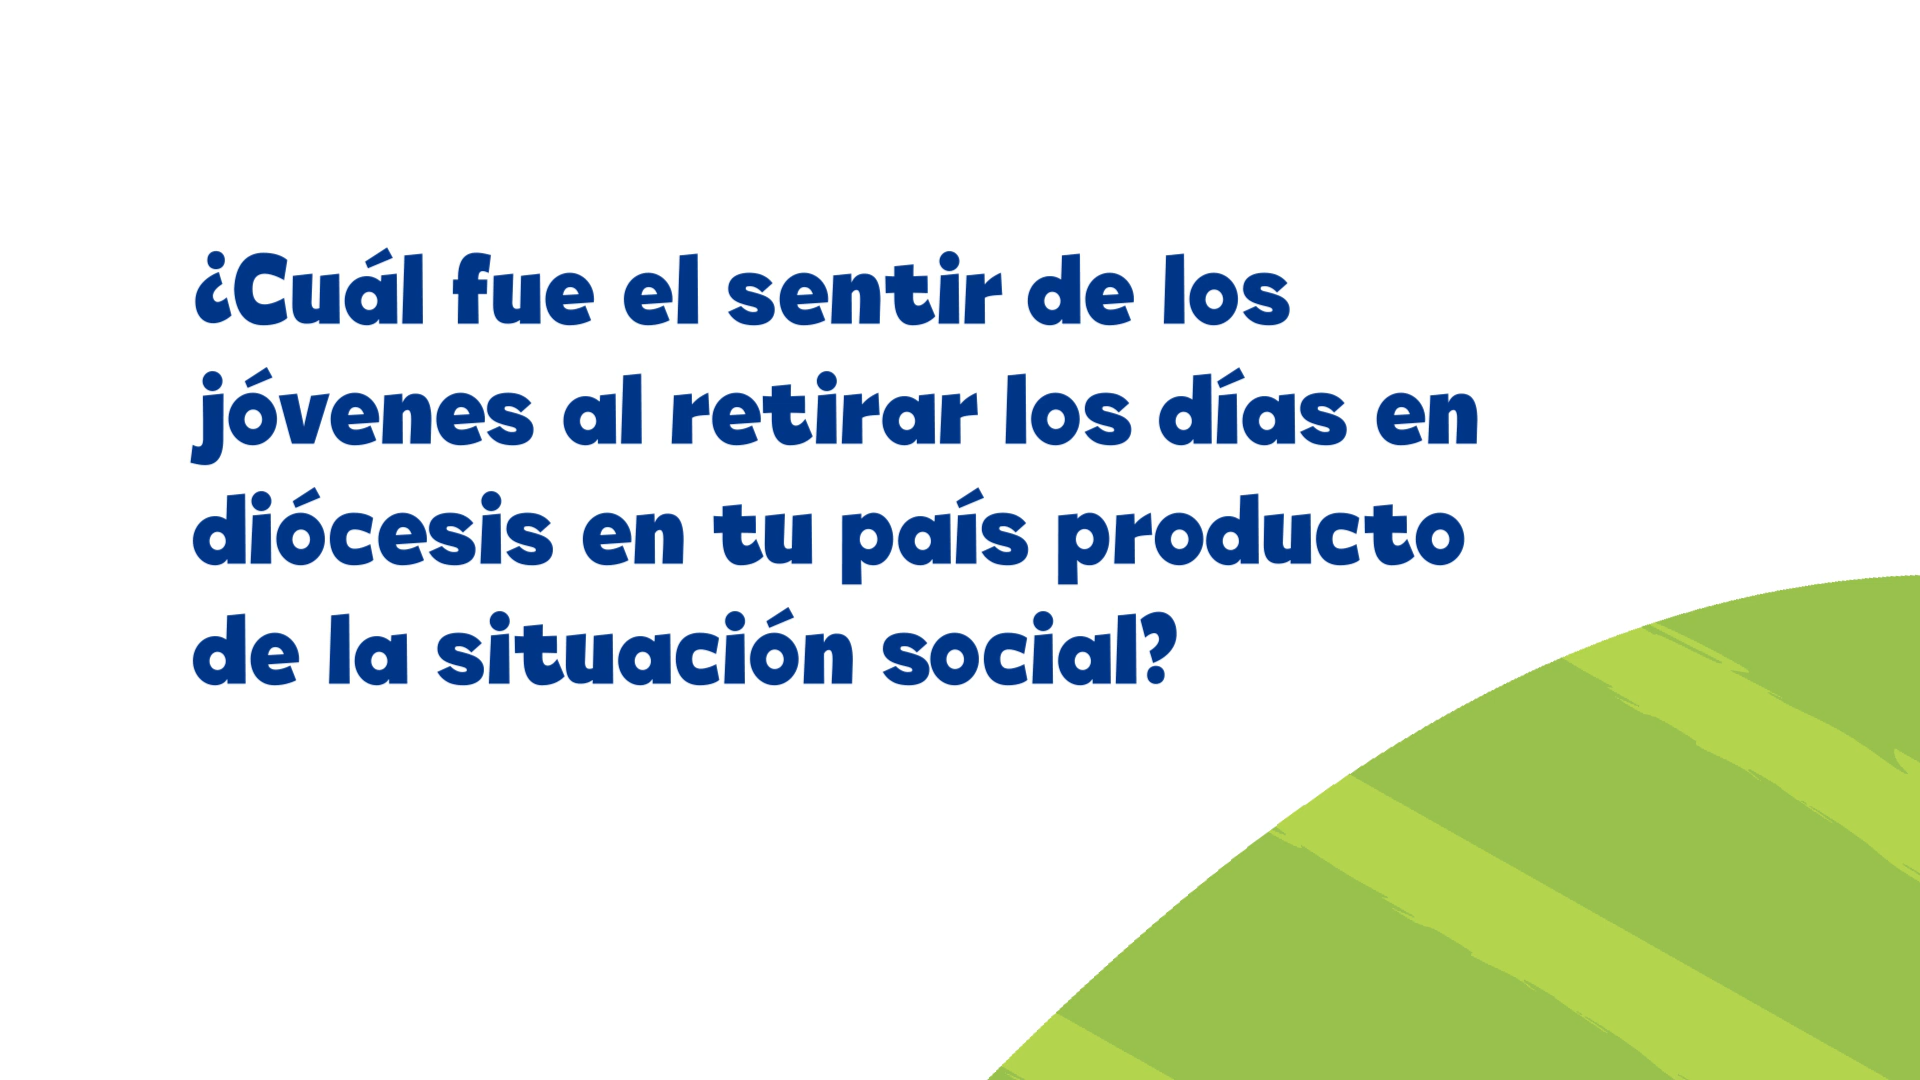 ¿Cuál fue el sentir de los
jóvenes al retirar los días en
diócesis en tu país producto
de la situación social?